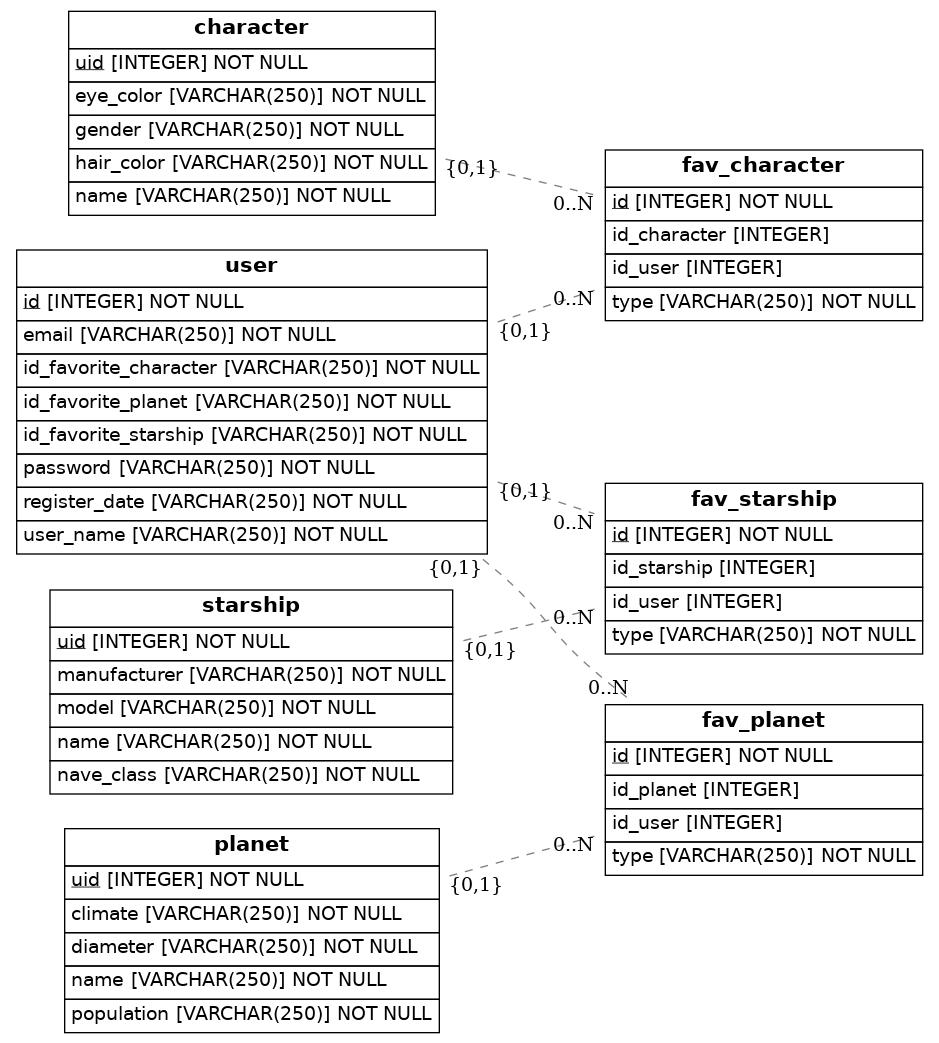 character
uid [INTEGER] NOT NULL
eye_color [VARCHAR(250)] NOT NULL
gender [VARCHAR(250)] NOT NULL
hair_color [VARCHAR(250)] NOT NULL
name [VARCHAR(250)] NOT NULL
{0,1}
0..N
fav_character
id [INTEGER] NOT NULL
id_character [INTEGER]
id_user [INTEGER]
type [VARCHAR(250)] NOT NULL
user
id [INTEGER] NOT NULL
email [VARCHAR(250)] NOT NULL
id_favorite_character [VARCHAR(250)] NOT NULL
id_favorite_planet [VARCHAR(250)] NOT NULL
id_favorite_starship [VARCHAR(250)] NOT NULL
password [VARCHAR(250)] NOT NULL
register_date [VARCHAR(250)] NOT NULL
user_name [VARCHAR(250)] NOT NULL
0..N
{0,1}
{0,1}
0..N
{0,1}
fav_starship
id [INTEGER] NOT NULL
id_starship [INTEGER]
id_user [INTEGER]
type [VARCHAR(250)] NOT NULL
starship
uid [INTEGER] NOT NULL
manufacturer [VARCHAR(250)] NOT NULL
model [VARCHAR(250)] NOT NULL
name [VARCHAR(250)] NOT NULL
nave_class [VARCHAR(250)] NOT NULL
0..N
{0,1}
0..N
fav_planet
id [INTEGER] NOT NULL
id_planet [INTEGER]
id_user [INTEGER]
type [VARCHAR(250)] NOT NULL
planet
uid [INTEGER] NOT NULL
climate [VARCHAR(250)] NOT NULL
diameter [VARCHAR(250)] NOT NULL
name [VARCHAR(250)] NOT NULL
population [VARCHAR(250)] NOT NULL
0..N
{0,1}